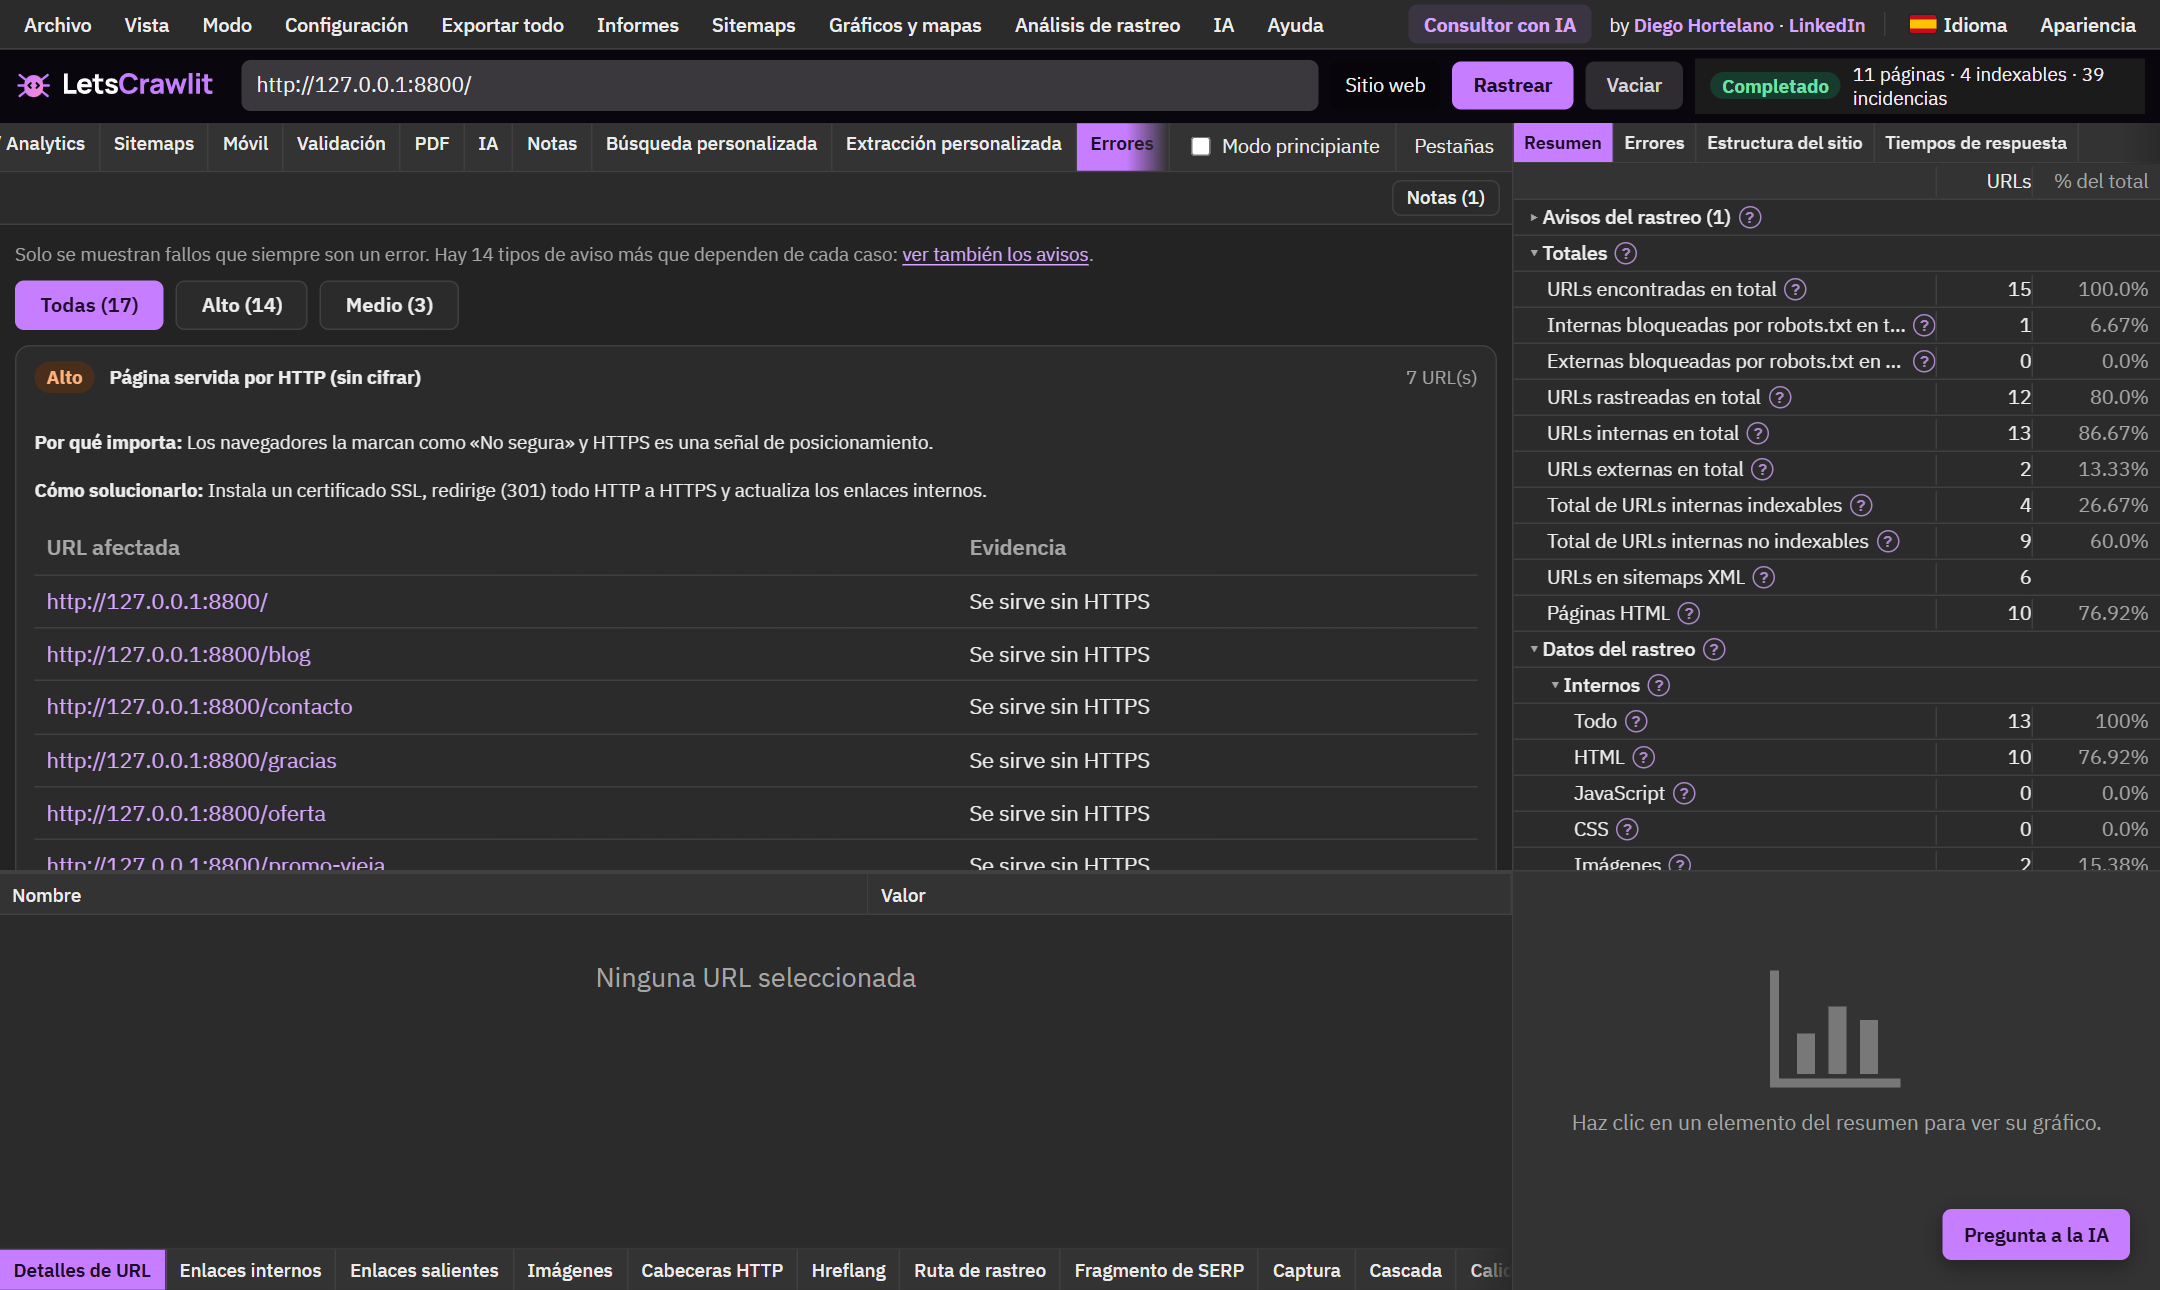 Archivo Vista Modo Configuración Exportar todo Informes Sitemaps Gráficos y mapas Análisis de rastreo IA Ayuda Consultor con IA by Diego Hortelano · LinkedIn Idioma Apariencia
LetsCrawlit http://127.0.0.1:8800/ Sitio web Rastrear Vaciar Completado 11 páginas · 4 indexables · 39 incidencias
Analytics Sitemaps Móvil Validación PDF IA Notas Búsqueda personalizada Extracción personalizada Errores Modo principiante Pestañas
Notas (1)
Solo se muestran fallos que siempre son un error. Hay 14 tipos de aviso más que dependen de cada caso: ver también los avisos.
Todas (17) Alto (14) Medio (3)
Alto Página servida por HTTP (sin cifrar) 7 URL(s)
Por qué importa: Los navegadores la marcan como «No segura» y HTTPS es una señal de posicionamiento.
Cómo solucionarlo: Instala un certificado SSL, redirige (301) todo HTTP a HTTPS y actualiza los enlaces internos.
URL afectada Evidencia
http://127.0.0.1:8800/ Se sirve sin HTTPS
http://127.0.0.1:8800/blog Se sirve sin HTTPS
http://127.0.0.1:8800/contacto Se sirve sin HTTPS
http://127.0.0.1:8800/gracias Se sirve sin HTTPS
http://127.0.0.1:8800/oferta Se sirve sin HTTPS
http://127.0.0.1:8800/promo-vieja Se sirve sin HTTPS
Nombre Valor
Ninguna URL seleccionada
Detalles de URL Enlaces internos Enlaces salientes Imágenes Cabeceras HTTP Hreflang Ruta de rastreo Fragmento de SERP Captura Cascada
Resumen Errores Estructura del sitio Tiempos de respuesta
URLs % del total
Avisos del rastreo (1) ?
Totales ?
URLs encontradas en total ? 15 100.0%
Internas bloqueadas por robots.txt en t... ? 1 6.67%
Externas bloqueadas por robots.txt en ... ? 0 0.0%
URLs rastreadas en total ? 12 80.0%
URLs internas en total ? 13 86.67%
URLs externas en total ? 2 13.33%
Total de URLs internas indexables ? 4 26.67%
Total de URLs internas no indexables ? 9 60.0%
URLs en sitemaps XML ? 6
Páginas HTML ? 10 76.92%
Datos del rastreo ?
Internos ?
Todo ? 13 100%
HTML ? 10 76.92%
JavaScript ? 0 0.0%
CSS ? 0 0.0%
Imágenes ? 2 15.38%
Haz clic en un elemento del resumen para ver su gráfico.
Pregunta a la IA